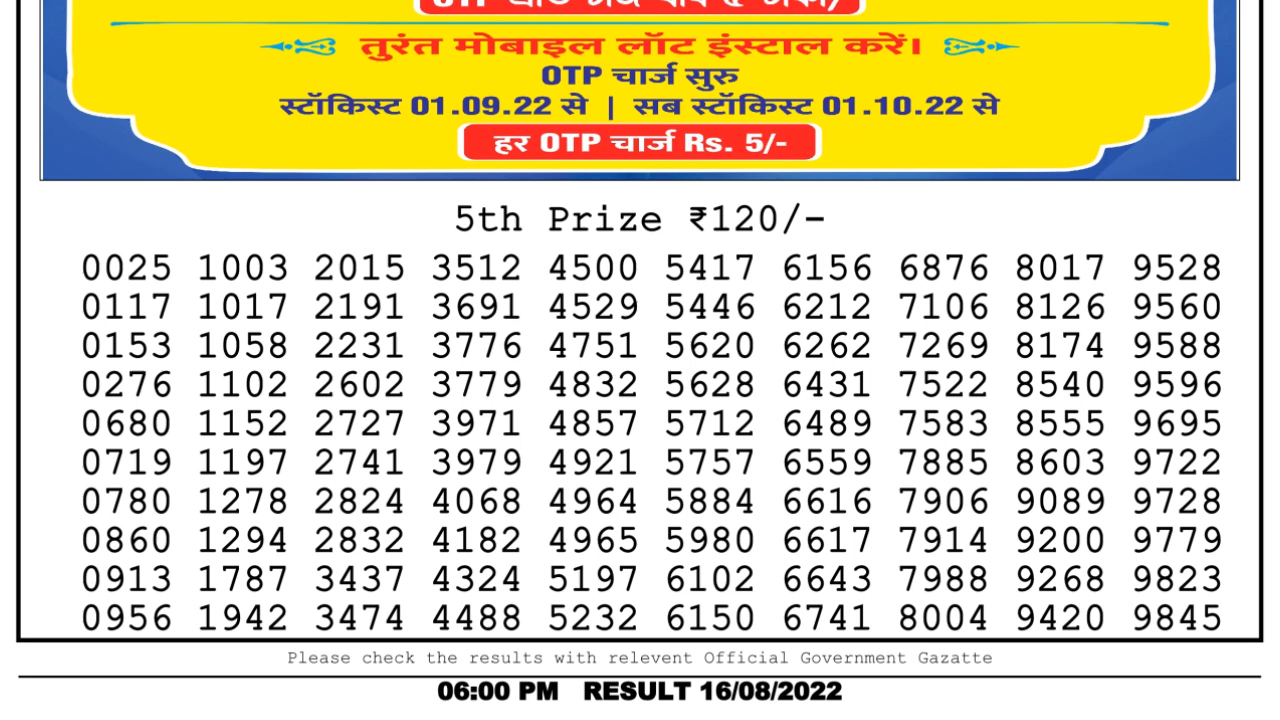 तुरंत मोबाइल लॉट इंस्टाल करें।
OTP चार्ज सुरु
स्टॉकिस्ट 01.09.22 से | सब स्टॉकिस्ट 01.10.22 से
हर OTP चार्ज Rs. 5/-
5th Prize ₹120/-
0025 1003 2015 3512 4500 5417 6156 6876 8017 9528
0117 1017 2191 3691 4529 5446 6212 7106 8126 9560
0153 1058 2231 3776 4751 5620 6262 7269 8174 9588
0276 1102 2602 3779 4832 5628 6431 7522 8540 9596
0680 1152 2727 3971 4857 5712 6489 7583 8555 9695
0719 1197 2741 3979 4921 5757 6559 7885 8603 9722
0780 1278 2824 4068 4964 5884 6616 7906 9089 9728
0860 1294 2832 4182 4965 5980 6617 7914 9200 9779
0913 1787 3437 4324 5197 6102 6643 7988 9268 9823
0956 1942 3474 4488 5232 6150 6741 8004 9420 9845
Please check the results with relevent Official Government Gazatte
06:00 PM RESULT 16/08/2022